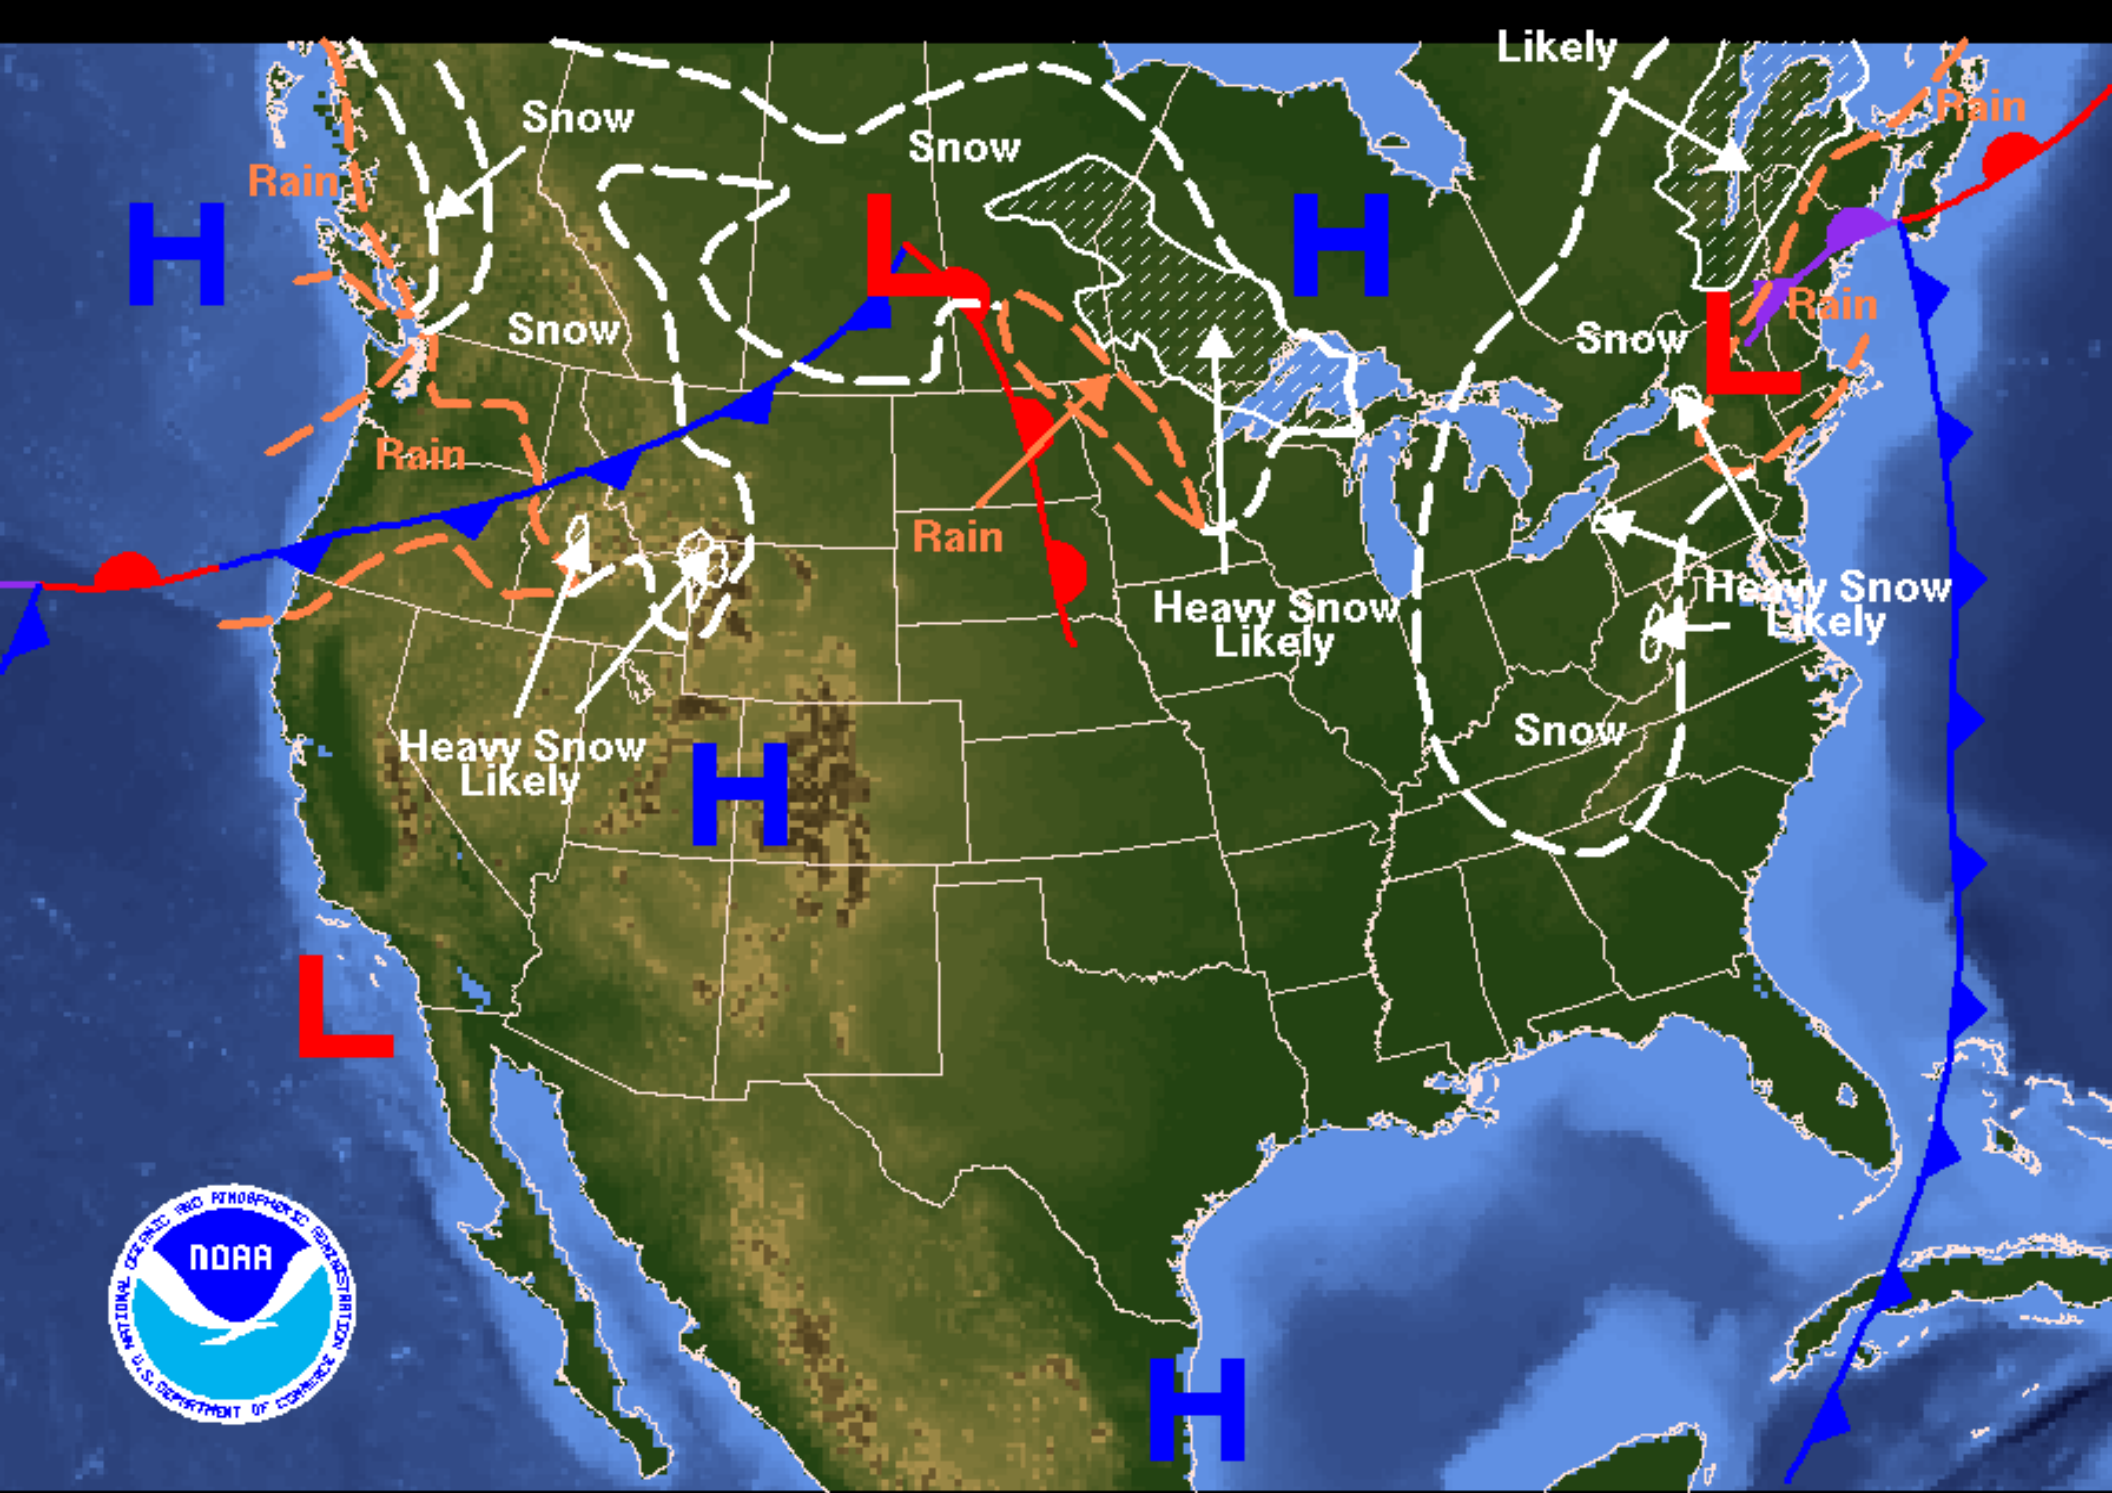 Likely
Rain
Snow
Snow
Rain
H
H
L
Rain
Snow
Snow
L
Rain
Rain
Heavy Snow
Likely
Heavy Snow
Likely
Snow
Heavy Snow
Likely
H
L
NATIONAL OCEANIC AND ATMOSPHERIC ADMINISTRATION
NOAA
U.S. DEPARTMENT OF COMMERCE
H